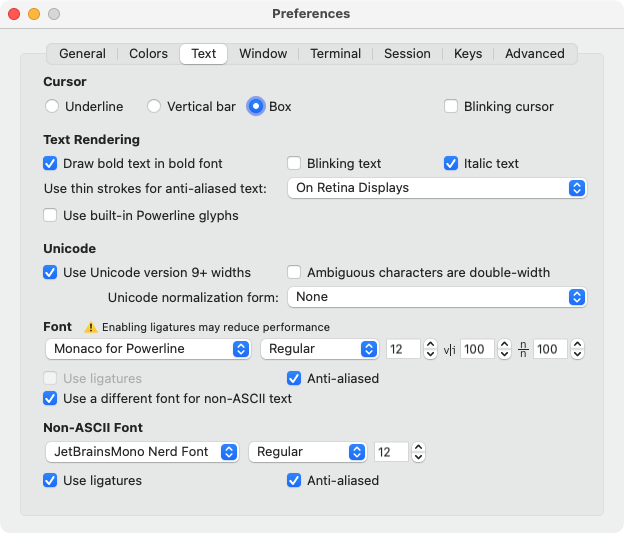 Preferences
General Colors Text Window Terminal Session Keys Advanced
Cursor
Underline Vertical bar Box Blinking cursor
Text Rendering
Draw bold text in bold font Blinking text Italic text
Use thin strokes for anti-aliased text: On Retina Displays
Use built-in Powerline glyphs
Unicode
Use Unicode version 9+ widths Ambiguous characters are double-width
Unicode normalization form: None
Font Enabling ligatures may reduce performance
Monaco for Powerline Regular 12 v|i 100 n/n 100
Use ligatures Anti-aliased
Use a different font for non-ASCII text
Non-ASCII Font
JetBrainsMono Nerd Font Regular 12
Use ligatures Anti-aliased